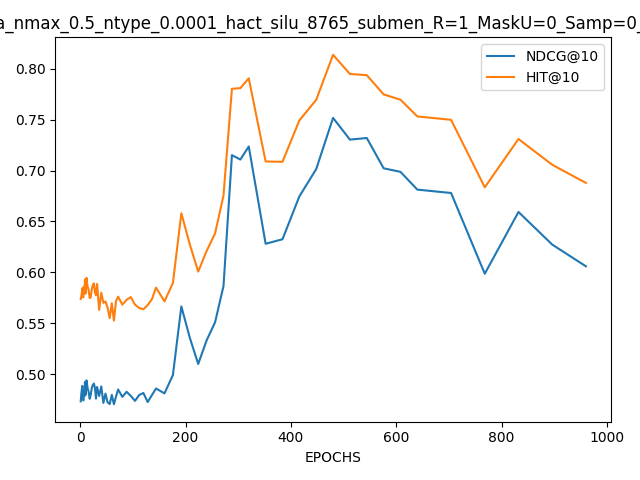 a_nmax_0.5_ntype_0.0001_hact_silu_8765_submen_R=1_MaskU=0_Samp=0_
NDCG@10
HIT@10
0.80
0.75
0.70
0.65
0.60
0.55
0.50
0 200 400 600 800 1000
EPOCHS